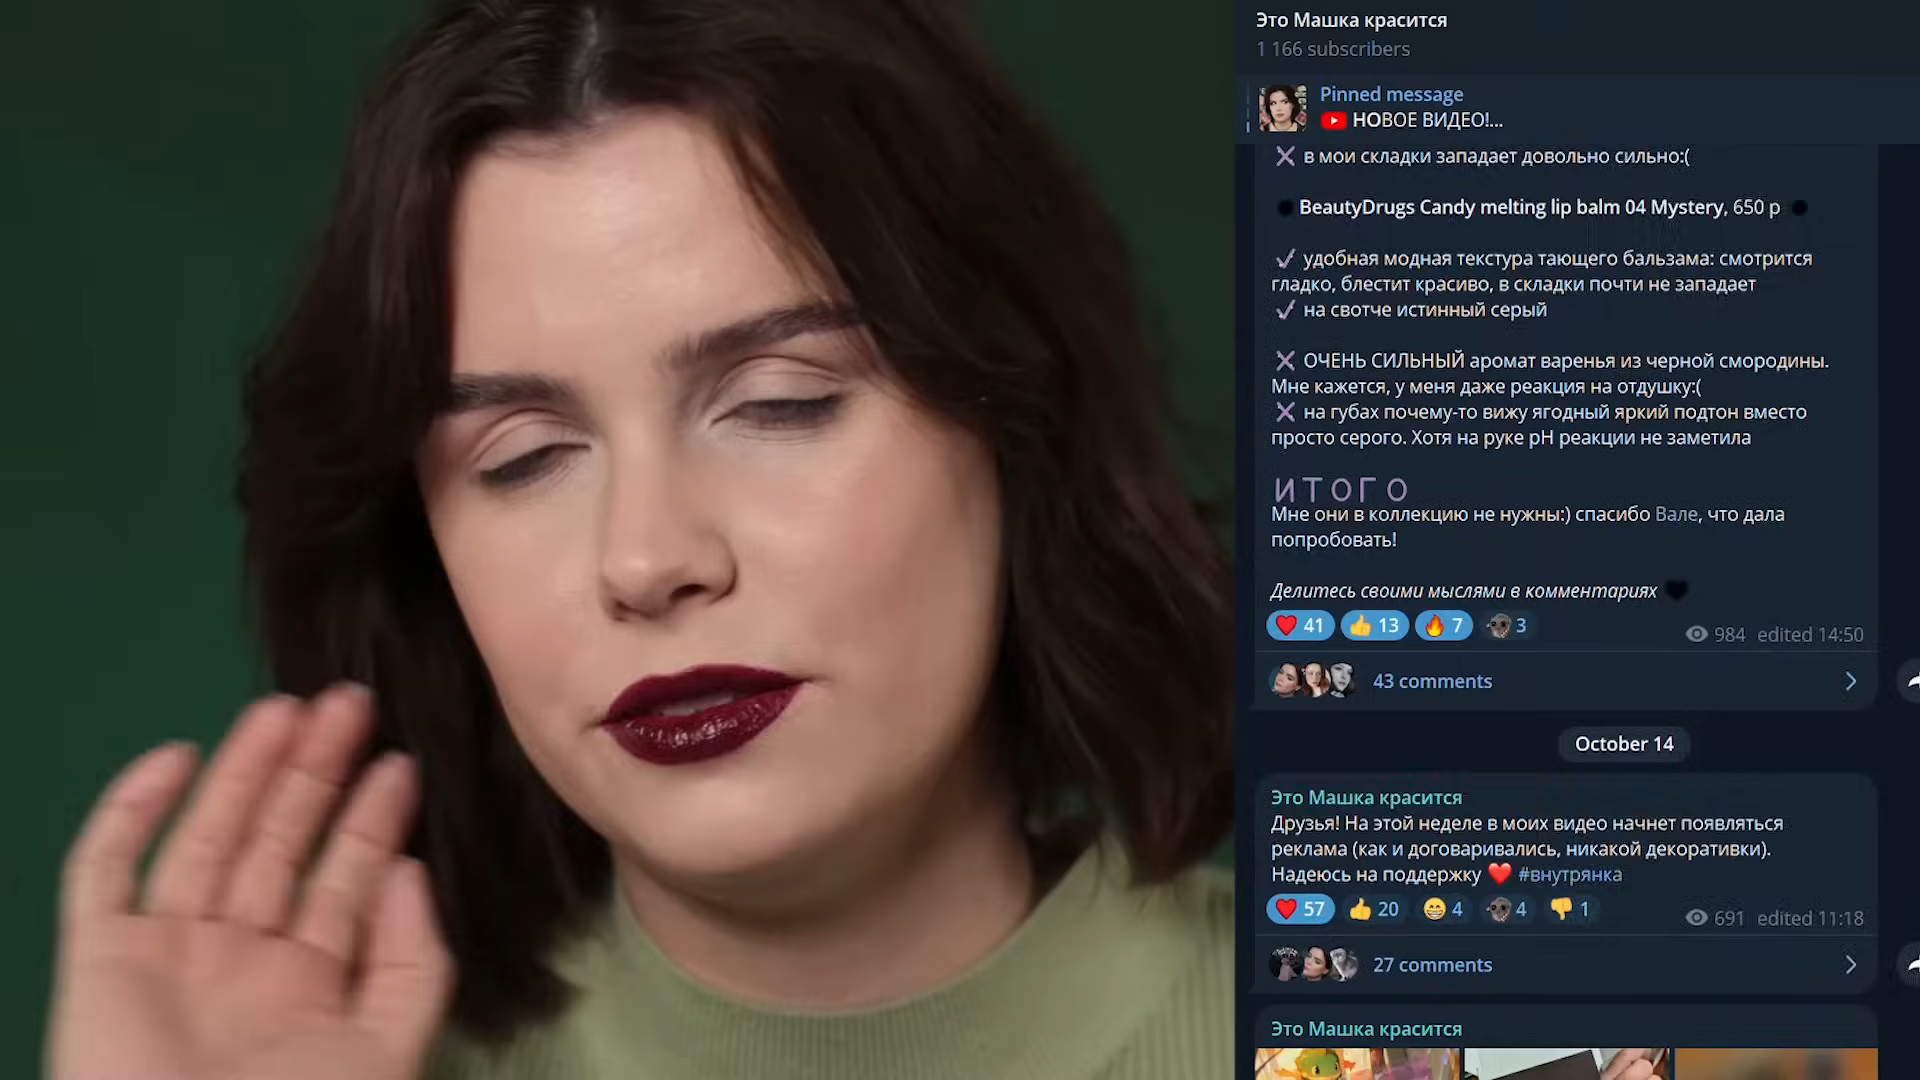 Это Машка красится
1 166 subscribers
Pinned message
НОВОЕ ВИДЕО!...
в мои складки западает довольно сильно:(
BeautyDrugs Candy melting lip balm 04 Mystery, 650 р
удобная модная текстура тающего бальзама: смотрится
гладко, блестит красиво, в складки почти не западает
на свотче истинный серый
ОЧЕНЬ СИЛЬНЫЙ аромат варенья из черной смородины.
Мне кажется, у меня даже реакция на отдушку:(
на губах почему-то вижу ягодный яркий подтон вместо
просто серого. Хотя на руке pH реакции не заметила
ИТОГО
Мне они в коллекцию не нужны:) спасибо Вале, что дала
попробовать!
Делитесь своими мыслями в комментариях
41 13 7 3 984 edited 14:50
43 comments
October 14
Это Машка красится
Друзья! На этой неделе в моих видео начнет появляться
реклама (как и договаривались, никакой декоративки).
Надеюсь на поддержку ❤️ #внутрянка
57 20 4 4 1 691 edited 11:18
27 comments
Это Машка красится